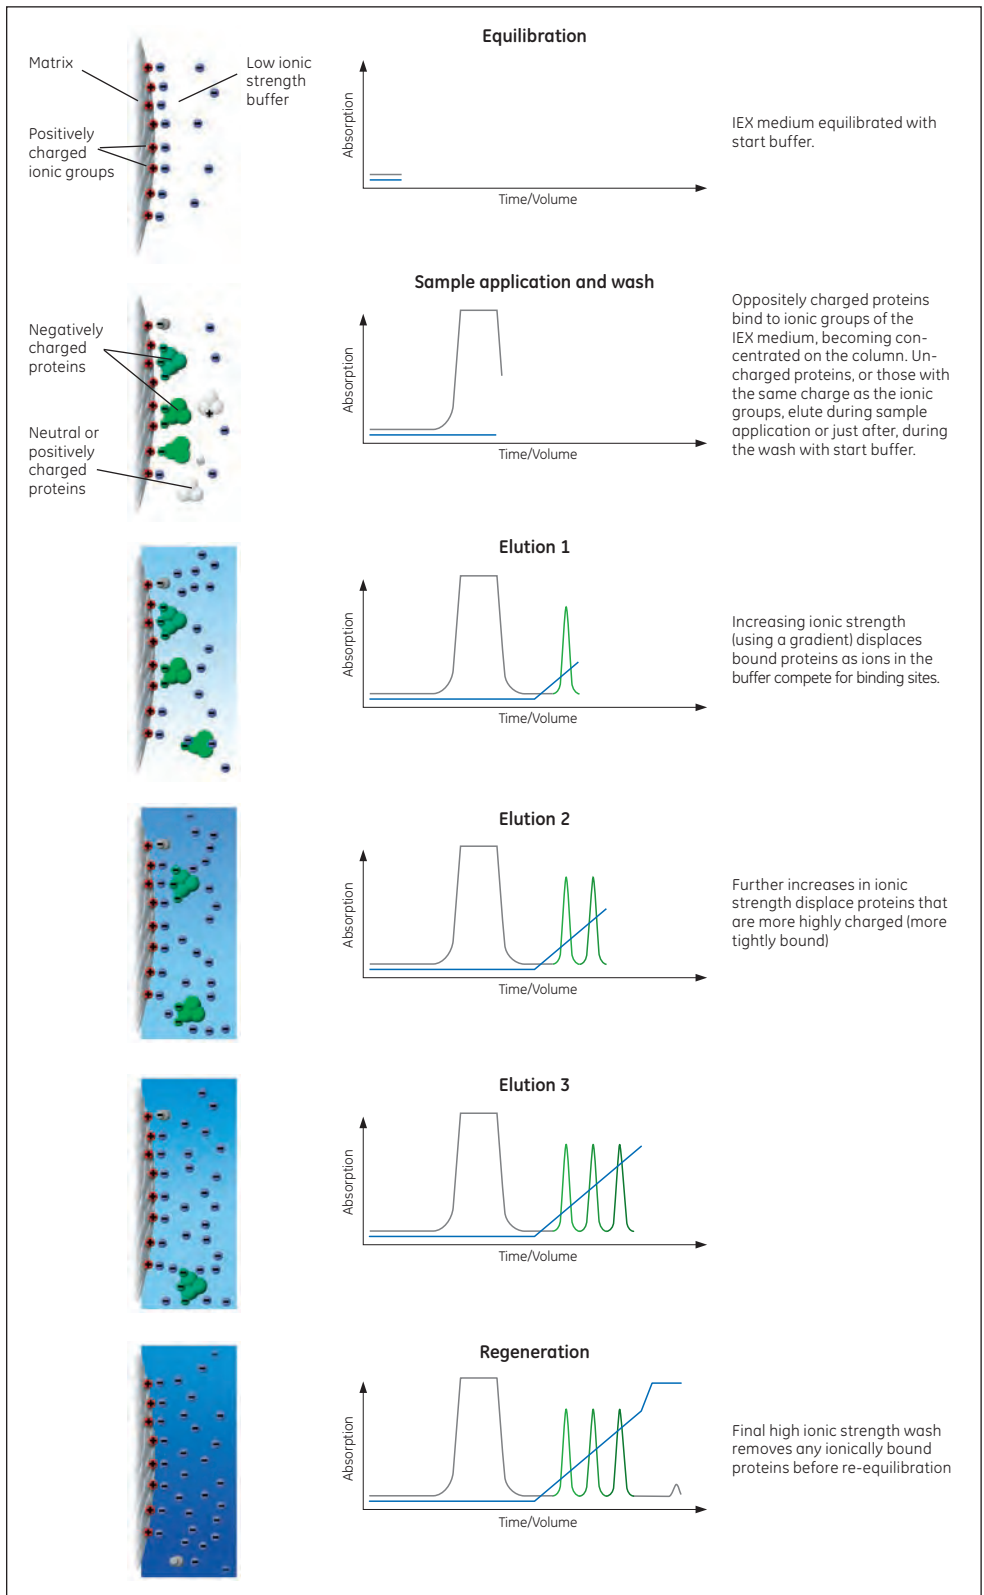 Equilibration
Matrix
Low ionic
strength
buffer
Positively
charged
ionic groups
Absorption
Time/Volume
IEX medium equilibrated with
start buffer.
Sample application and wash
Negatively
charged
proteins
Neutral or
positively
charged
proteins
Absorption
Time/Volume
Oppositely charged proteins
bind to ionic groups of the
IEX medium, becoming con-
centrated on the column. Un-
charged proteins, or those with
the same charge as the ionic
groups, elute during sample
application or just after, during
the wash with start buffer.
Elution 1
Absorption
Time/Volume
Increasing ionic strength
(using a gradient) displaces
bound proteins as ions in the
buffer compete for binding sites.
Elution 2
Absorption
Time/Volume
Further increases in ionic
strength displace proteins that
are more highly charged (more
tightly bound)
Elution 3
Absorption
Time/Volume
Regeneration
Absorption
Time/Volume
Final high ionic strength wash
removes any ionically bound
proteins before re-equilibration